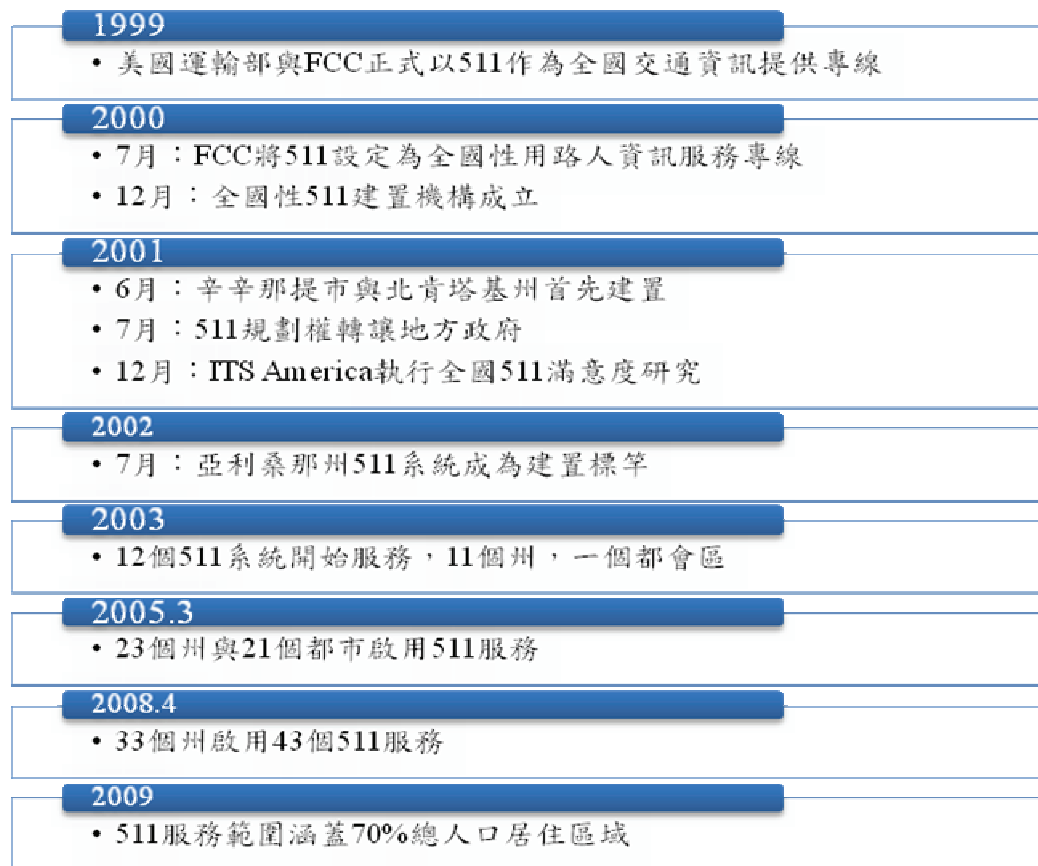 1999
• 美國運輸部與FCC正式以511作為全國交通資訊提供專線
2000
• 7月：FCC將511設定為全國性用路人資訊服務專線
• 12月：全國性511建置機構成立
2001
• 6月：辛辛那提市與北肯塔基州首先建置
• 7月：511規劃權轉讓地方政府
• 12月：ITS America執行全國511滿意度研究
2002
• 7月：亞利桑那州511系統成為建置標竿
2003
• 12個511系統開始服務，11個州，一個都會區
2005.3
• 23個州與21個都市啟用511服務
2008.4
• 33個州啟用43個511服務
2009
• 511服務範圍涵蓋70%總人口居住區域